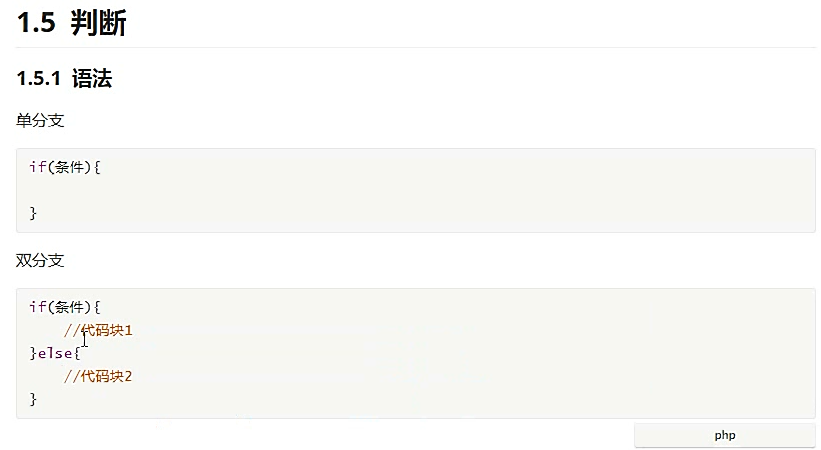 1.5 判断
1.5.1 语法
单分支
if(条件){
}
双分支
if(条件){
//代码块1
}else{
//代码块2
}
php